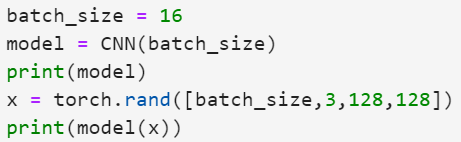 batch_size = 16
model = CNN(batch_size)
print(model)
x = torch.rand([batch_size,3,128,128])
print(model(x))